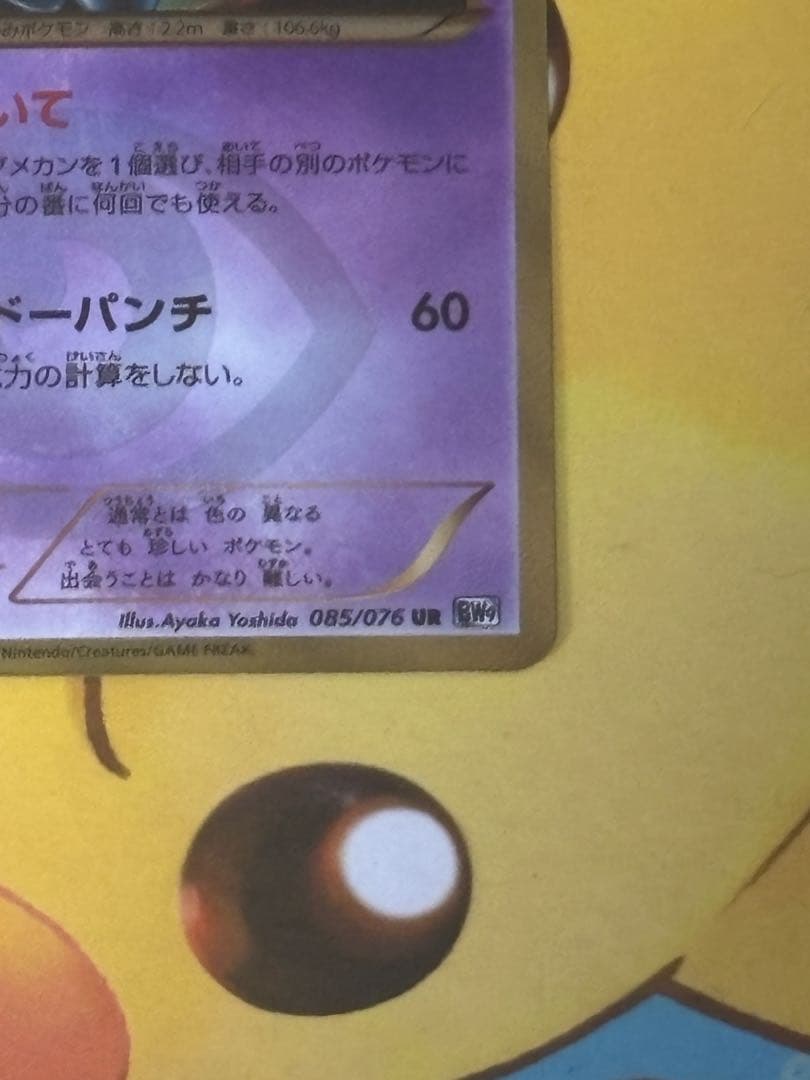 みポケモン 高さ：2.2m 重さ：106.6kg
いて
ダメカンを1個選び、相手の別のポケモンに
分の番に何回でも使える。
ドーパンチ 60
力の計算をしない。
通常とは 色の 異なる
とても 珍しい ポケモン。
出会うことは かなり 難しい。
Illus.Ayaka Yoshida 085/076 UR BW9
Nintendo/Creatures/GAME FREAK.